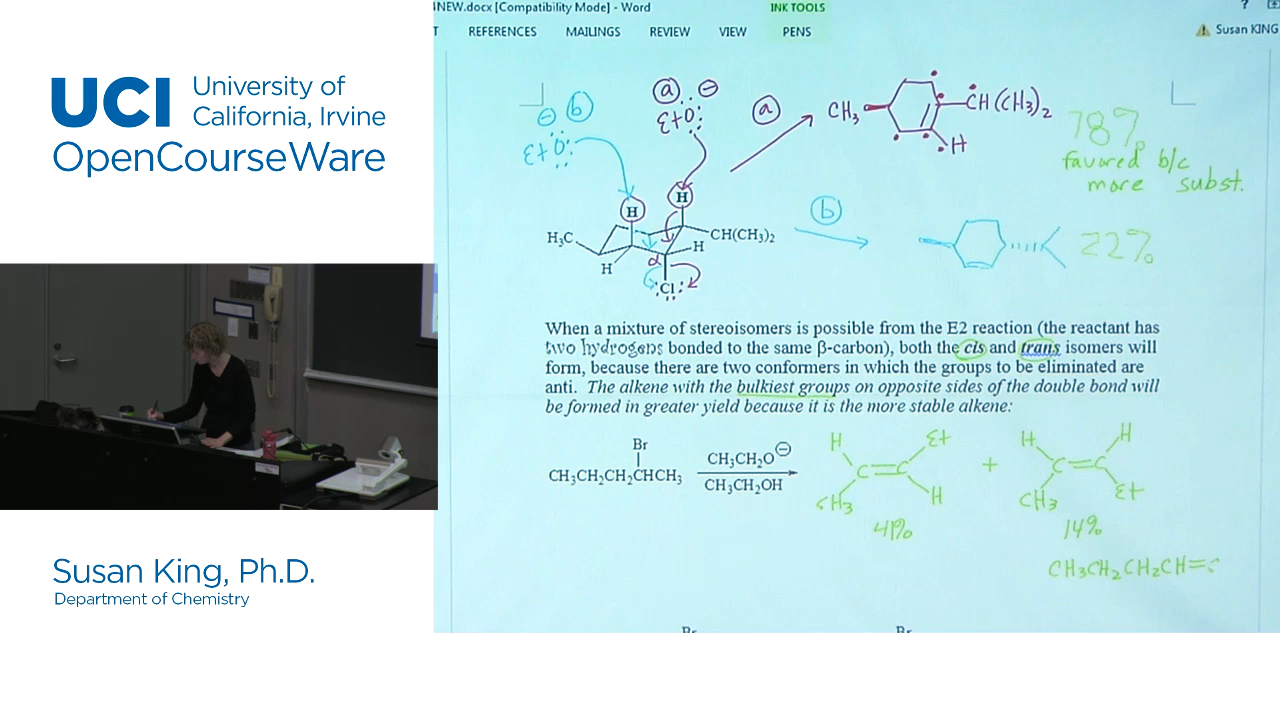 UCI University of California, Irvine
OpenCourseWare
Susan King, Ph.D.
Department of Chemistry
NEW.docx [Compatibility Mode] - Word
INK TOOLS
?
T REFERENCES MAILINGS REVIEW VIEW PENS
Susan KING
⊖ ⓑ
EtO:
ⓐ ⊖
EtO:
ⓐ
CH₃ CH(CH₃)₂
H
78%
favored b/c
more subst.
H H
H₃C CH(CH₃)₂
H
H α
:Cl:
ⓑ
22%
When a mixture of stereoisomers is possible from the E2 reaction (the reactant has
two hydrogens bonded to the same β-carbon), both the cis and trans isomers will
form, because there are two conformers in which the groups to be eliminated are
anti. The alkene with the bulkiest groups on opposite sides of the double bond will
be formed in greater yield because it is the more stable alkene:
Br
CH₃CH₂CH₂CHCH₃
CH₃CH₂O⊖
CH₃CH₂OH
H Et
C=C
CH₃ H
41%
+
H H
C=C
CH₃ Et
14%
CH₃CH₂CH₂CH=
Br Br